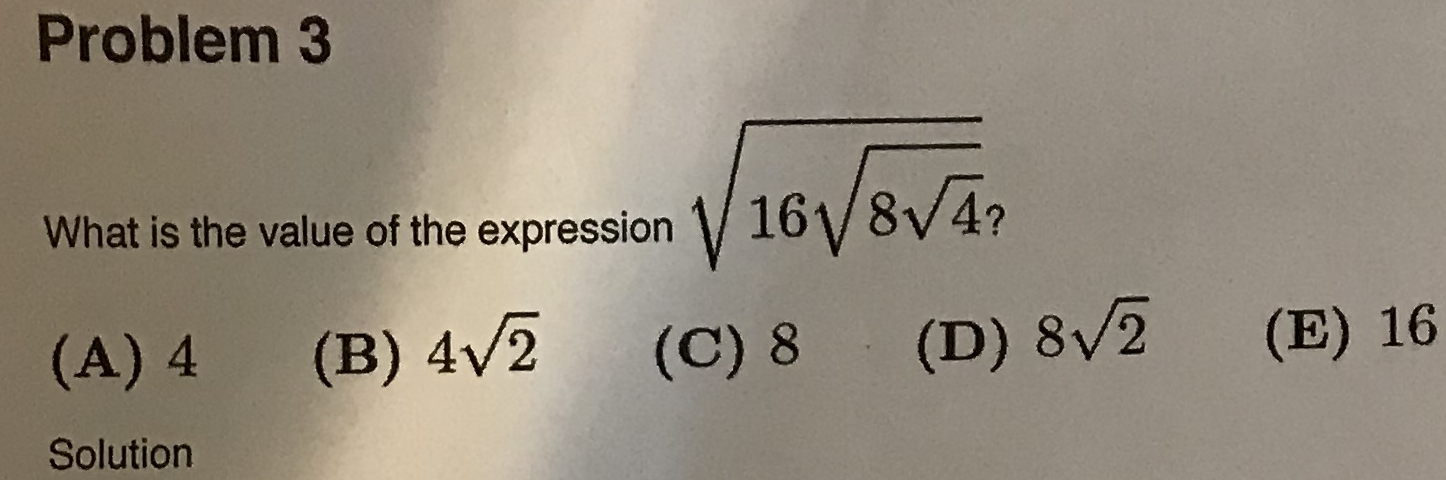 Problem 3
What is the value of the expression √(16√(8√4))?
(A) 4 (B) 4√2 (C) 8 (D) 8√2 (E) 16
Solution